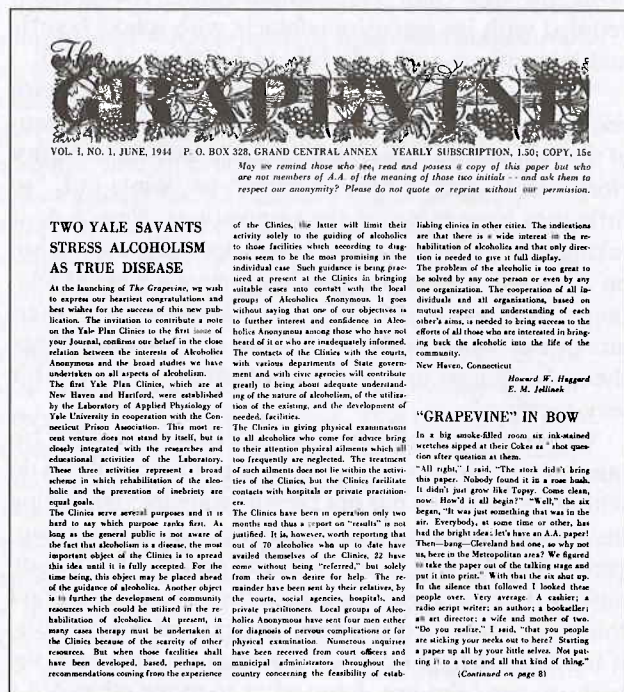 The
GRAPEVINE
VOL. I, NO. 1, JUNE, 1944 P. O. BOX 328, GRAND CENTRAL ANNEX YEARLY SUBSCRIPTION, 1.50; COPY, 15c
May we remind those who see, read and possess a copy of this paper but who
are not members of A.A. of the meaning of those two initials -- and ask them to
respect our anonymity? Please do not quote or reprint without our permission.
TWO YALE SAVANTS
STRESS ALCOHOLISM
AS TRUE DISEASE
At the launching of The Grapevine, we wish
to express our heartiest congratulations and
best wishes for the success of this new pub-
lication. The invitation to contribute a note
on the Yale Plan Clinics to the first issue of
your Journal, confirms our belief in the close
relation between the interests of Alcoholics
Anonymous and the broad studies we have
undertaken on all aspects of alcoholism.
The first Yale Plan Clinics, which are at
New Haven and Hartford, were established
by the Laboratory of Applied Physiology of
Yale University in cooperation with the Con-
necticut Prison Association. This most re-
cent venture does not stand by itself, but is
closely integrated with the researches and
educational activities of the Laboratory.
These three activities represent a broad
scheme in which rehabilitation of the alco-
holic and the prevention of inebriety are
equal goals.
The Clinics serve several purposes and it is
hard to say which purpose ranks first. As
long as the general public is not aware of
the fact that alcoholism is a disease, the most
important object of the Clinics is to spread
this idea until it is fully accepted. For the
time being, this object may be placed ahead
of the guidance of alcoholics. Another object
is to further the development of community
resources which could be utilized in the re-
habilitation of alcoholics. At present, in
many cases therapy must be undertaken at
the Clinics because of the scarity of other
resources. But when those facilities shall
have been developed, based, perhaps, on
recommendations coming from the experience
of the Clinics, the latter will limit their
activity solely to the guiding of alcoholics
to those facilities which according to diag-
nosis seem to be the most promising in the
individual case. Such guidance is being prac-
ticed at present at the Clinics in bringing
suitable cases into contact with the local
groups of Alcoholics Anonymous. It goes
without saying that one of our objectives is
to further interest and confidence in Alco-
holics Anonymous among those who have not
heard of it or who are inadequately informed.
The contacts of the Clinics with the courts,
with various departments of State govern-
ment and with civic agencies will contribute
greatly to being about adequate understand-
ing of the nature of alcoholism, of the utiliza-
tion of the existing, and the development of
needed, facilities.
The Clinics in giving physical examinations
to all alcoholics who come for advice bring
to their attention physical ailments which all
too frequently are neglected. The treatment
of such ailments does not lie within the activi-
ties of the Clinics, but the Clinics facilitate
contacts with hospitals or private practition-
ers.
The Clinics have been in operation only two
months and thus a report on "results" is not
justified. It is, however, worth reporting that
out of 70 alcoholics who up to date have
availed themselves of the Clinics, 22 have
come without being "referred," but solely
from their own desire for help. The re-
mainder have been sent by their relatives, by
the courts, social agencies, hospitals, and
private practitioners. Local groups of Alco-
holics Anonymous have sent four men either
for diagnosis of nervous complications or for
physical examination. Numerous inquiries
have been received from court officers and
municipal administrators throughout the
country concerning the feasibility of estab-
lishing clinics in other cities. The indications
are that there is a wide interest in the re-
habilitation of alcoholics and that only direc-
tion is needed to give it full display.
The problem of the alcoholic is too great to
be solved by any one person or even by any
one organization. The cooperation of all in-
dividuals and all organizations, based on
mutual respect and understanding of each
other's aims, is needed to bring success to the
efforts of all those who are interested in bring-
ing back the alcoholic into the life of the
community.
New Haven, Connecticut
Howard W. Haggard
E. M. Jellinek
"GRAPEVINE" IN BOW
In a big smoke-filled room six ink-stained
wretches sipped at their Cokes as I shot ques-
tion after question at them.
"All right," I said, "The stork didn't bring
this paper. Nobody found it in a rose bush.
It didn't just grow like Topsy. Come clean,
now. How'd it all begin?" "Well," the six
began, "It was just something that was in the
air. Everybody, at some time or other, has
had the bright idea: let's have an A.A. paper!
Then—bang—Cleveland had one, so why not
us, here in the Metropolitan area? We figured
to take the paper out of the talking stage and
put it into print." With that the six shut up.
In the silence that followed I looked these
people over. Very average. A cashier; a
radio script writer; an author; a bookseller;
an art director; a wife and mother of two.
"Do you realize," I said, "that you people
are sticking your necks out to here? Starting
a paper up all by your little selves. Not put-
ting it to a vote and all that kind of thing."
(Continued on page 8)